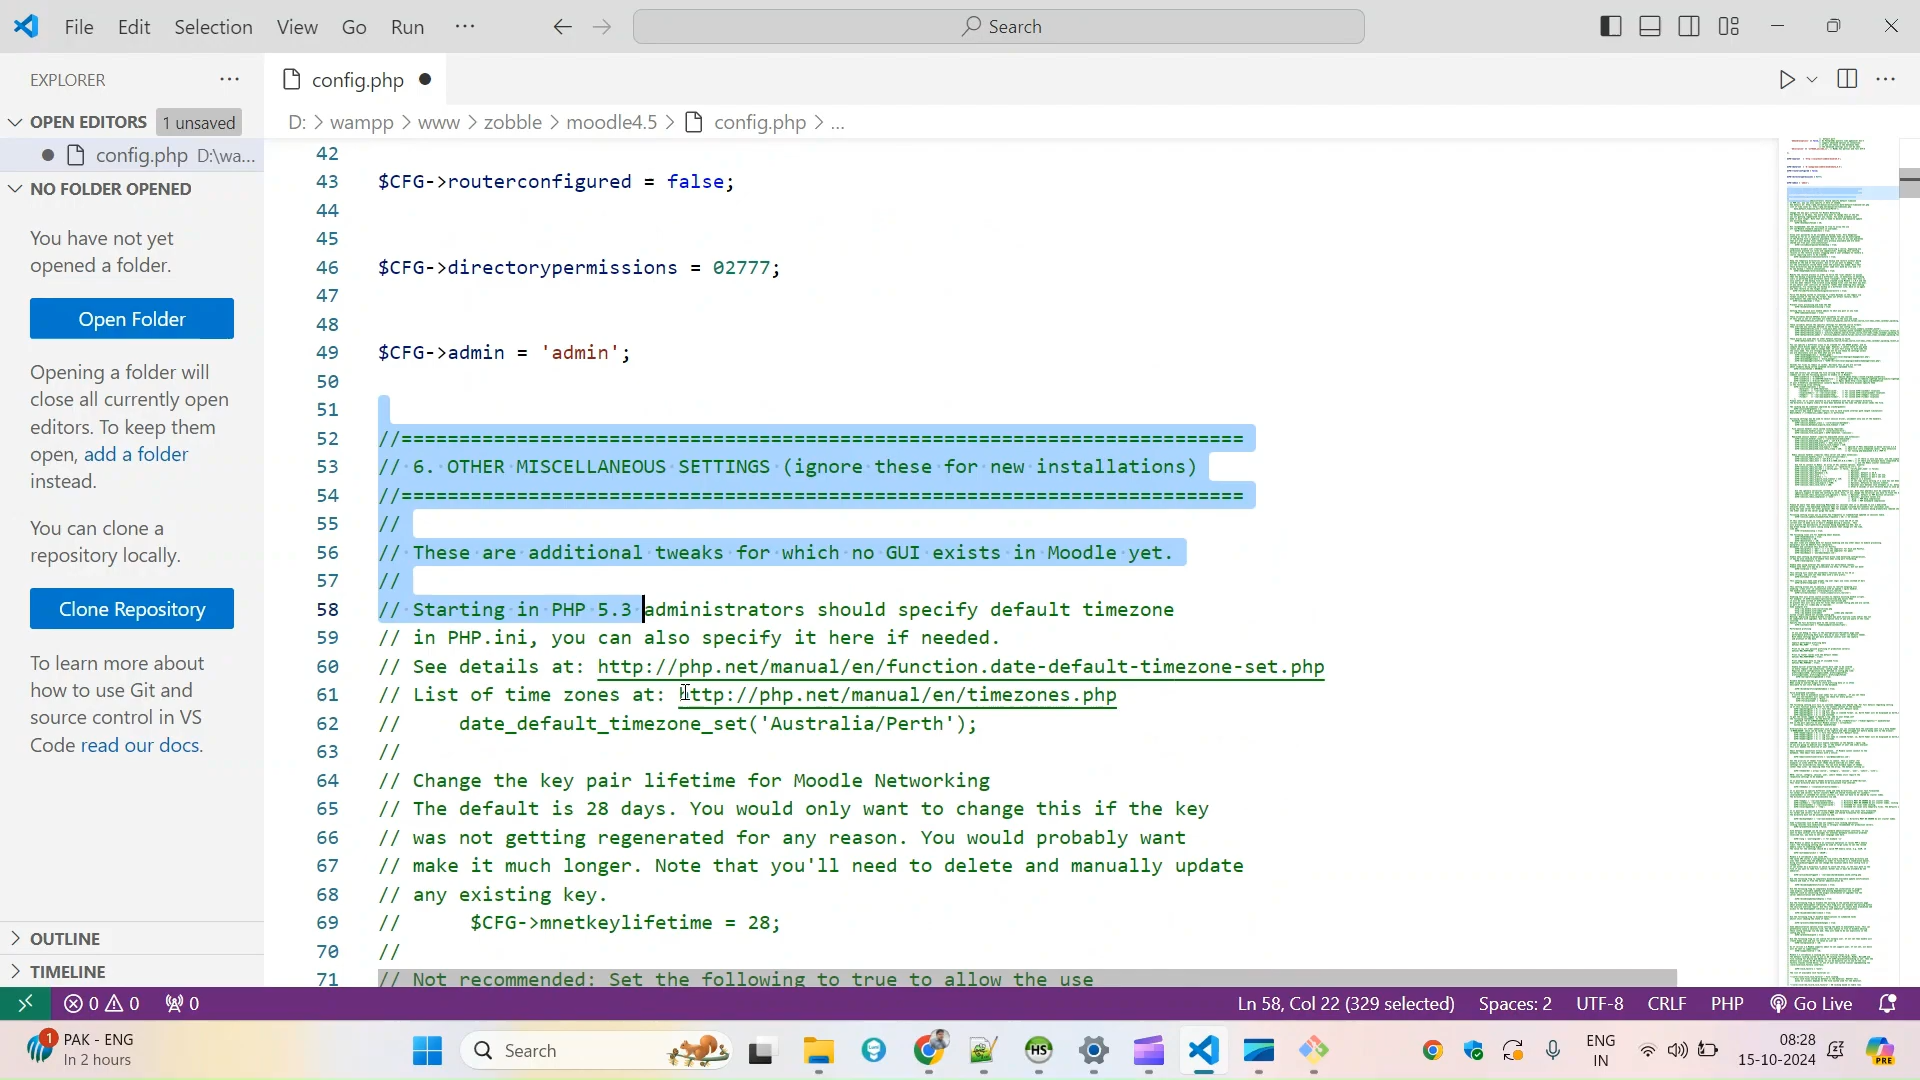 File Edit Selection View Go Run ··· Search
EXPLORER ···
config.php
OPEN EDITORS 1 unsaved
D: > wampp > www > zobble > moodle4.5 > config.php > ...
config.php D:\wa...
NO FOLDER OPENED
You have not yet
opened a folder.
Open Folder
Opening a folder will
close all currently open
editors. To keep them
open, add a folder
instead.
You can clone a
repository locally.
Clone Repository
To learn more about
how to use Git and
source control in VS
Code read our docs.
OUTLINE
TIMELINE
42
43 $CFG->routerconfigured = false;
44
45
46 $CFG->directorypermissions = 02777;
47
48
49 $CFG->admin = 'admin';
50
51
52 //=========================================================================
53 // 6. OTHER MISCELLANEOUS SETTINGS (ignore these for new installations)
54 //=========================================================================
55 //
56 // These are additional tweaks for which no GUI exists in Moodle yet.
57 //
58 // Starting in PHP 5.3 administrators should specify default timezone
59 // in PHP.ini, you can also specify it here if needed.
60 // See details at: http://php.net/manual/en/function.date-default-timezone-set.php
61 // List of time zones at: http://php.net/manual/en/timezones.php
62 //     date_default_timezone_set('Australia/Perth');
63 //
64 // Change the key pair lifetime for Moodle Networking
65 // The default is 28 days. You would only want to change this if the key
66 // was not getting regenerated for any reason. You would probably want
67 // make it much longer. Note that you'll need to delete and manually update
68 // any existing key.
69 //      $CFG->mnetkeylifetime = 28;
70 //
71 // Not recommended: Set the following to true to allow the use
0 0 0 Ln 58, Col 22 (329 selected) Spaces: 2 UTF-8 CRLF PHP Go Live
1 PAK - ENG
In 2 hours
Search
HS
ENG
IN
08:28
15-10-2024
PRE